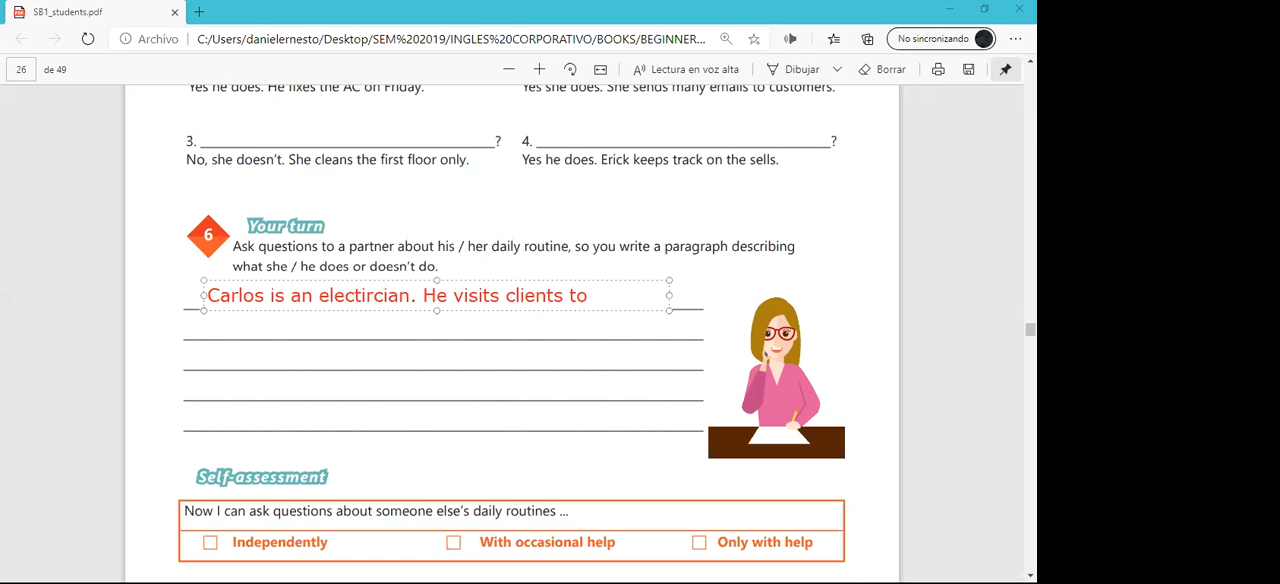 SB1_students.pdf
Archivo C:/Users/danielernesto/Desktop/SEM%202019/INGLES%20CORPORATIVO/BOOKS/BEGINNER... No sincronizando
26 de 49 Lectura en voz alta Dibujar Borrar
Yes he does. He fixes the AC on Friday. Yes she does. She sends many emails to customers.
3. ? 4. ?
No, she doesn't. She cleans the first floor only. Yes he does. Erick keeps track on the sells.
6 Your turn
Ask questions to a partner about his / her daily routine, so you write a paragraph describing
what she / he does or doesn't do.
Carlos is an electircian. He visits clients to
Self-assessment
Now I can ask questions about someone else's daily routines ...
Independently With occasional help Only with help